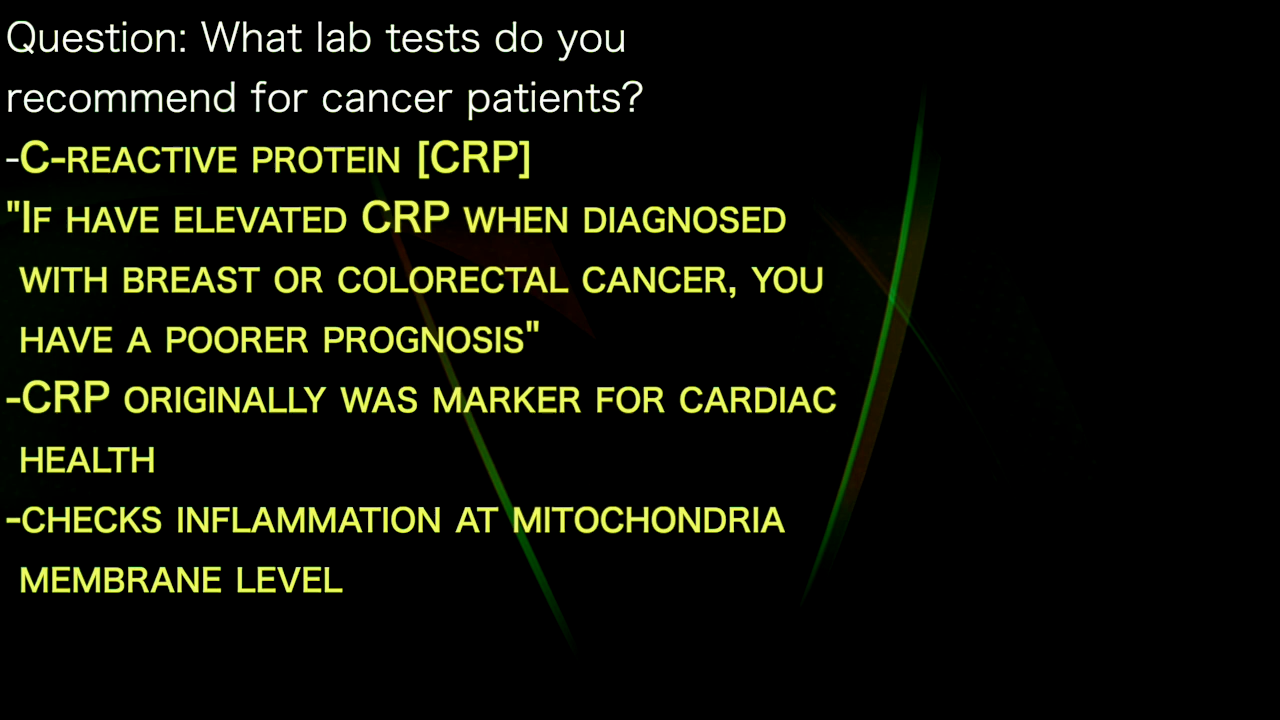 Question: What lab tests do you
recommend for cancer patients?
-C-REACTIVE PROTEIN [CRP]
"IF HAVE ELEVATED CRP WHEN DIAGNOSED
WITH BREAST OR COLORECTAL CANCER, YOU
HAVE A POORER PROGNOSIS"
-CRP ORIGINALLY WAS MARKER FOR CARDIAC
HEALTH
-CHECKS INFLAMMATION AT MITOCHONDRIA
MEMBRANE LEVEL